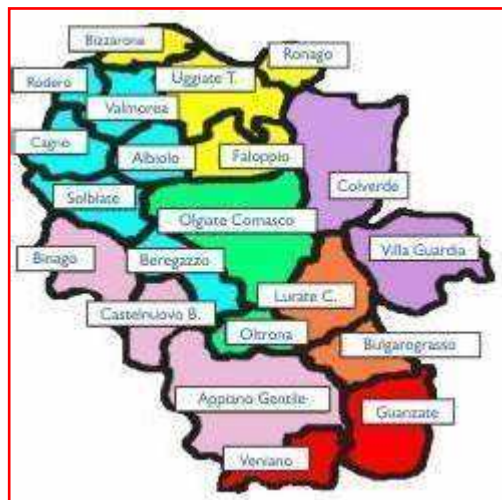 Bizzarona
Ronago
Rodero
Uggiate T.
Valmorea
Cagno
Albiolo
Faloppio
Colverde
Solbiate
Olgiate Comasco
Binago
Beregazzo
Villa Guardia
Castelnuovo B.
Lurate C.
Oltrona
Bulgarograsso
Appiano Gentile
Guanzate
Veniano